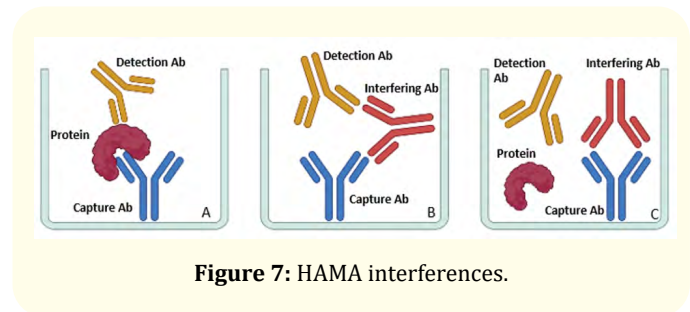 Detection Ab
Protein
Capture Ab
A
Detection Ab
Interfering Ab
Capture Ab
B
Detection
Ab
Interfering Ab
Protein
Capture Ab
C
Figure 7: HAMA interferences.